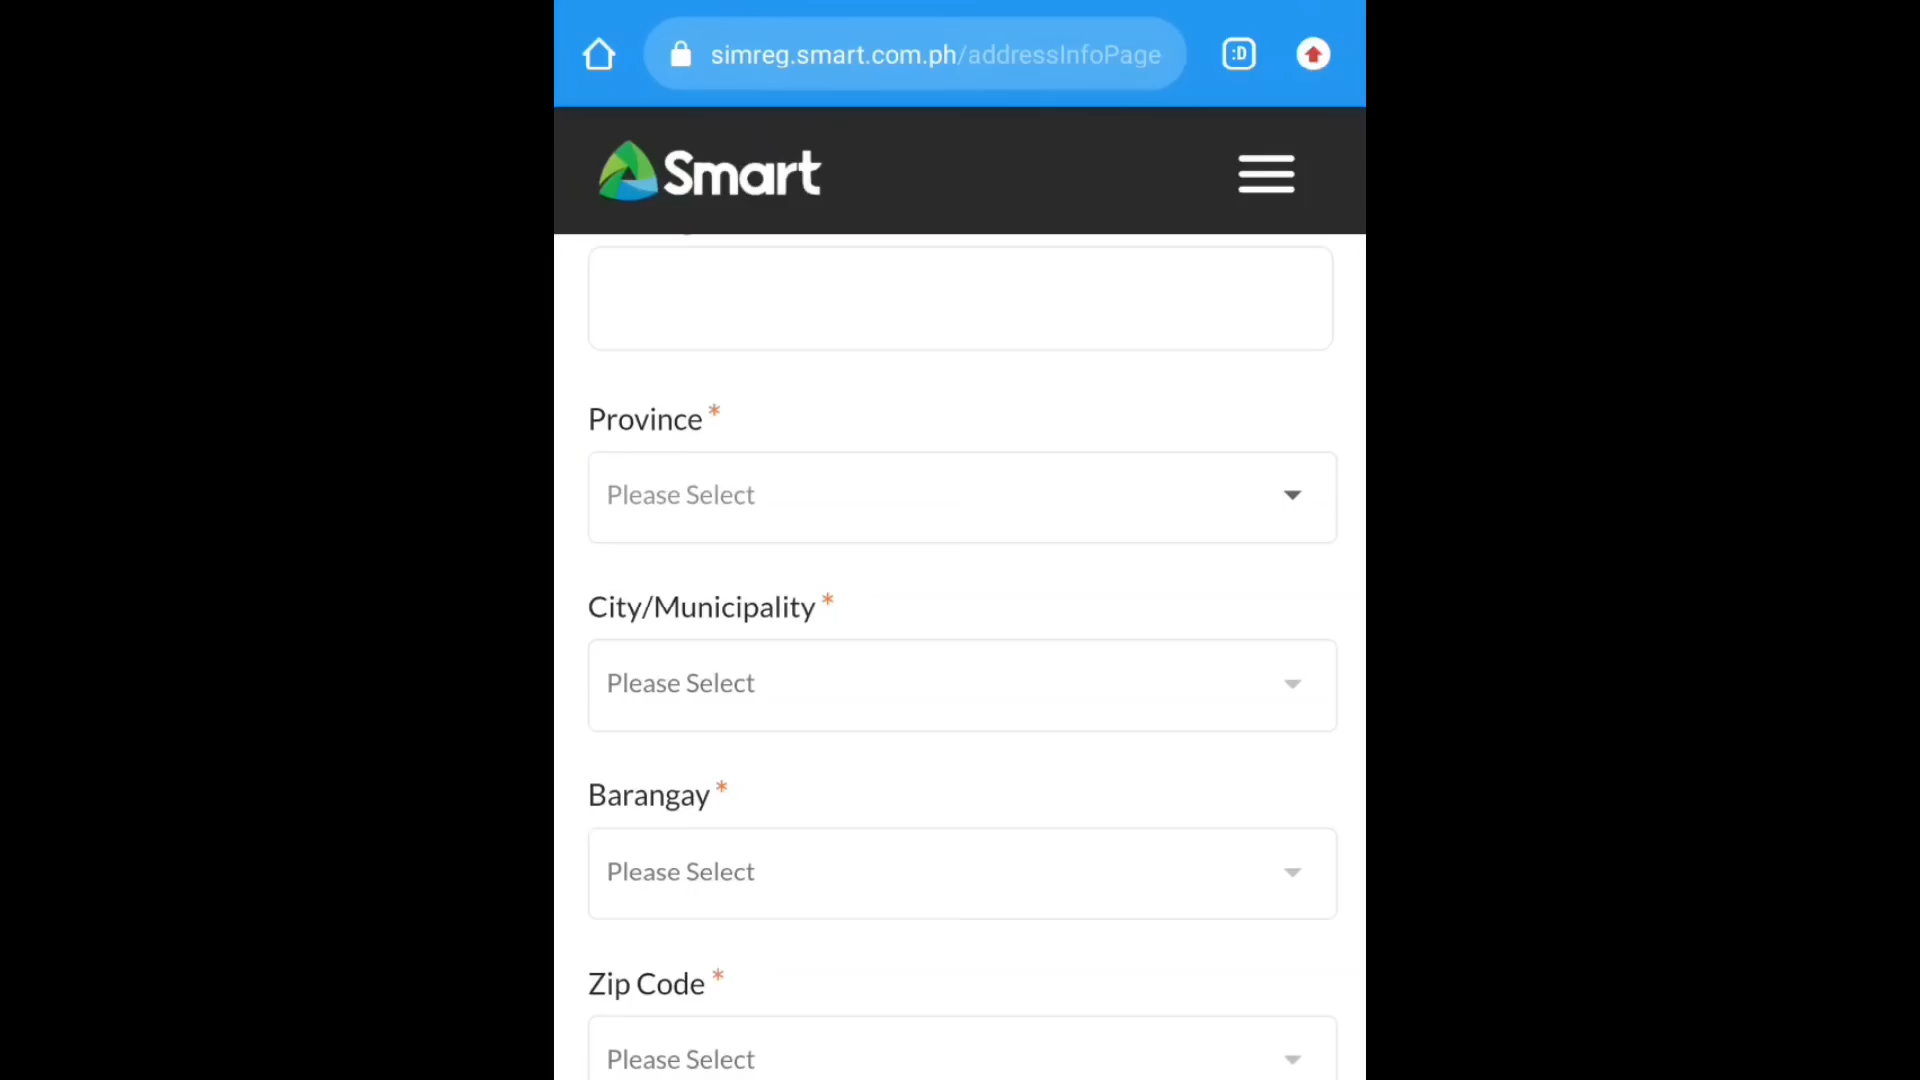 simreg.smart.com.ph/addressInfoPage
:D
Smart
Province *
Please Select
City/Municipality *
Please Select
Barangay *
Please Select
Zip Code *
Please Select